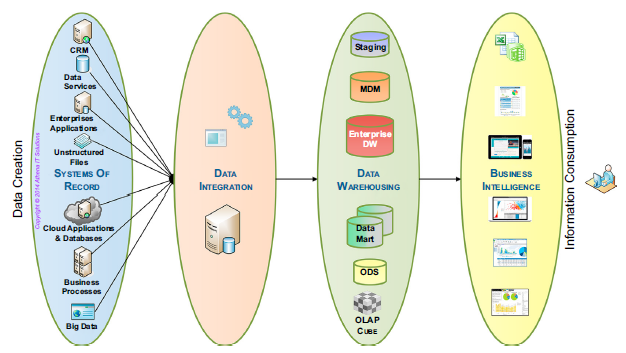 Data Creation
Copyright © 2014 Athena IT Solutions
CRM
Data
Services
Enterprises
Applications
Unstructured
Files
SYSTEMS OF
RECORD
Cloud Applications
& Databases
Business
Processes
Big Data
DATA
INTEGRATION
Staging
MDM
Enterprise
DW
DATA
WAREHOUSING
Data
Mart
ODS
OLAP
CUBE
BUSINESS
INTELLIGENCE
Information Consumption